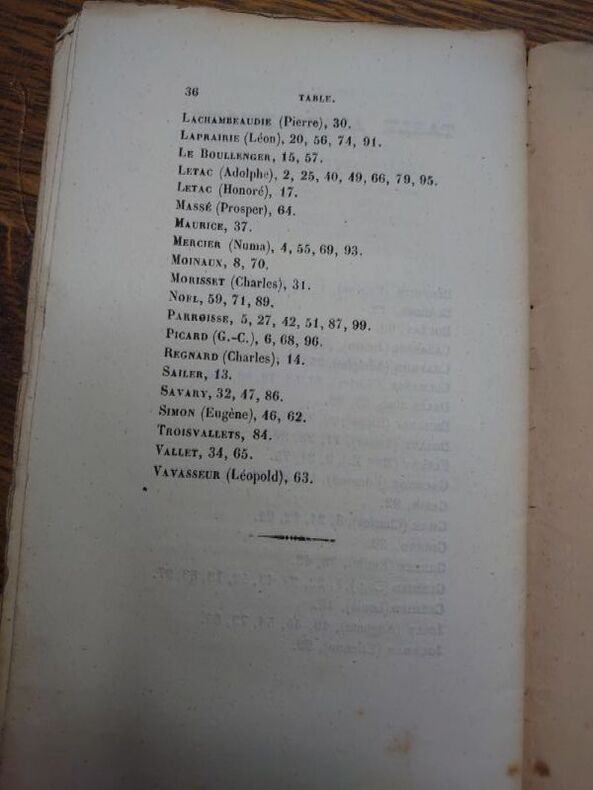 36
TABLE.
LACHAMBEAUDIE (Pierre), 30.
LAPRAIRIE (Léon), 20, 56, 74, 91.
LE BOULLENGER, 15, 57.
LETAC (Adolphe), 2, 25, 40, 49, 66, 79, 95.
LETAC (Honoré), 17.
MASSÉ (Prosper), 64.
MAURICE, 37.
MERCIER (Numa), 4, 55, 69, 93.
MOINAUX, 8, 70.
MORISSET (Charles), 31.
NOEL, 59, 71, 89.
PARROISSE, 5, 27, 42, 51, 87, 99.
PICARD (G.-C.), 6, 68, 96.
REGNARD (Charles), 14.
SAILER, 13.
SAVARY, 32, 47, 86.
SIMON (Eugène), 46, 62.
TROISVALLETS, 84.
VALLET, 34, 65.
VAVASSEUR (Léopold), 63.